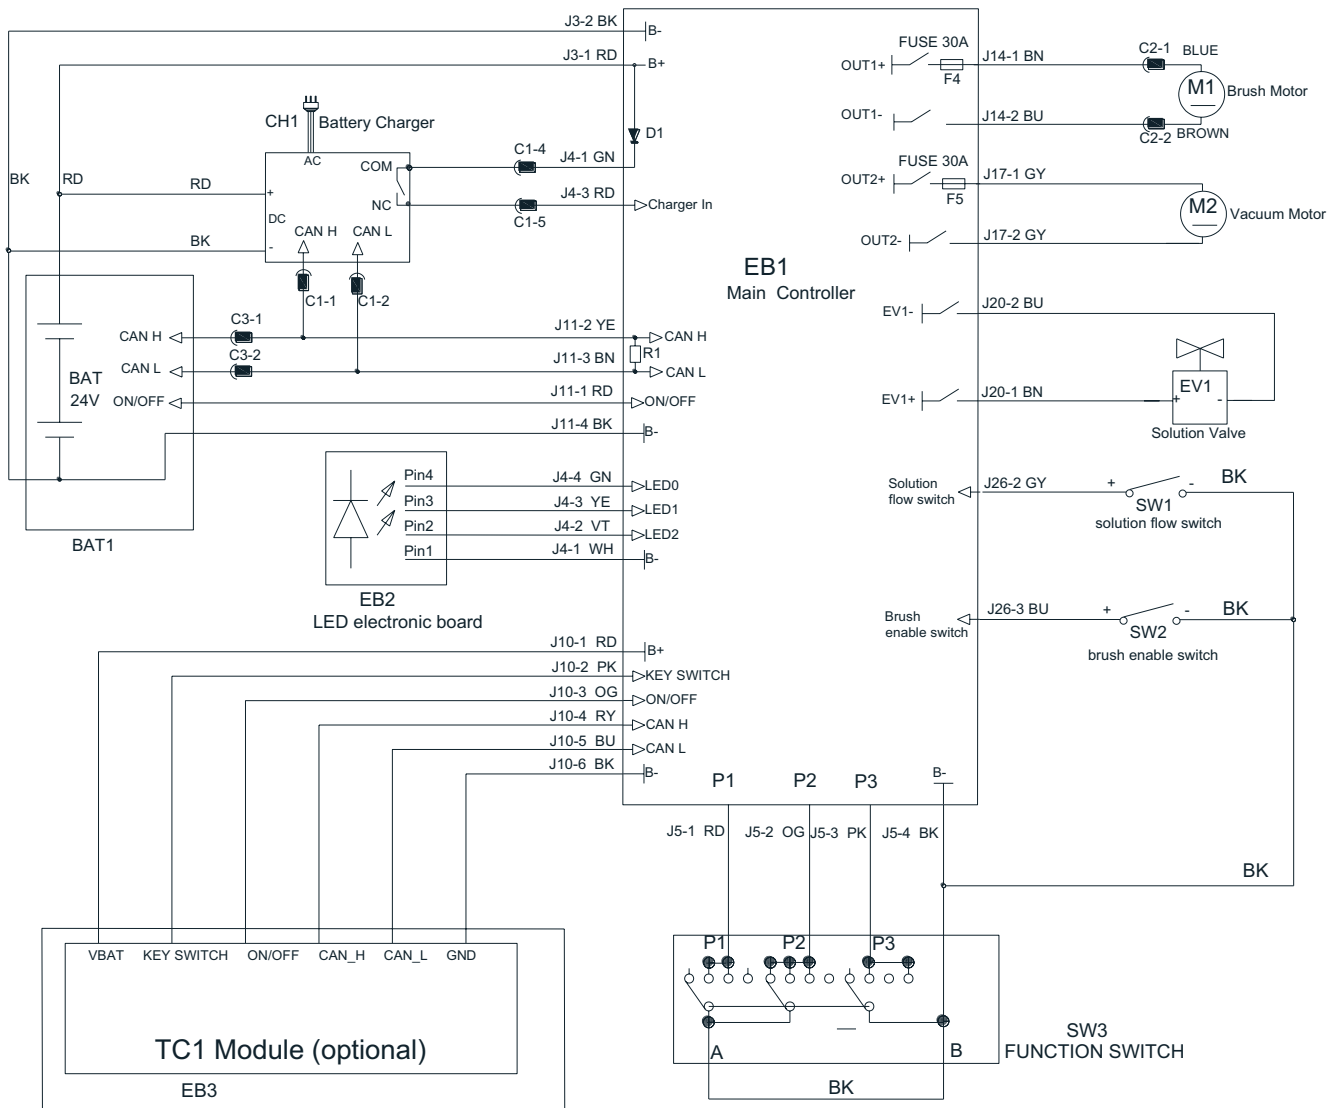 J3-2 BK
B-
J3-1 RD
B+
CH1
Battery Charger
AC
COM
C1-4
J4-1 GN
D1
BK
RD
RD
+
DC
NC
C1-5
J4-3 RD
Charger In
BK
-
CAN H
CAN L
C1-1
C1-2
C3-1
CAN H
J11-2 YE
CAN H
R1
C3-2
CAN L
J11-3 BN
CAN L
BAT
24V
ON/OFF
J11-1 RD
ON/OFF
J11-4 BK
B-
BAT1
Pin4
J4-4 GN
LED0
Pin3
J4-3 YE
LED1
Pin2
J4-2 VT
LED2
Pin1
J4-1 WH
B-
EB2
LED electronic board
J10-1 RD
B+
J10-2 PK
KEY SWITCH
J10-3 OG
ON/OFF
J10-4 RY
CAN H
J10-5 BU
CAN L
J10-6 BK
B-
EB1
Main Controller
OUT1+
FUSE 30A
F4
J14-1 BN
C2-1
BLUE
M1
Brush Motor
OUT1-
J14-2 BU
C2-2
BROWN
OUT2+
FUSE 30A
F5
J17-1 GY
M2
Vacuum Motor
OUT2-
J17-2 GY
EV1-
J20-2 BU
EV1+
J20-1 BN
EV1
+
-
Solution Valve
Solution
flow switch
J26-2 GY
+
-
BK
SW1
solution flow switch
Brush
enable switch
J26-3 BU
+
-
BK
SW2
brush enable switch
P1
P2
P3
B-
J5-1 RD
J5-2 OG
J5-3 PK
J5-4 BK
BK
P1
P2
P3
A
B
BK
SW3
FUNCTION SWITCH
VBAT
KEY SWITCH
ON/OFF
CAN_H
CAN_L
GND
TC1 Module (optional)
EB3